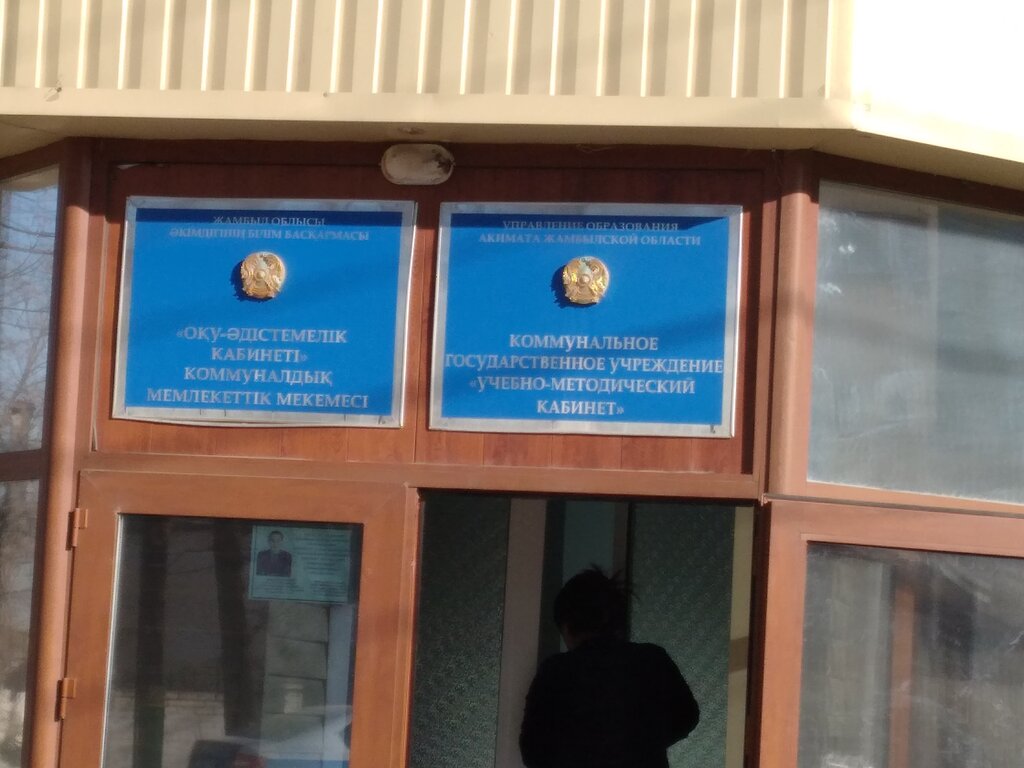 ЖАМБЫЛ ОБЛЫСЫ
ӘКІМДІГІНІҢ БІЛІМ БАСҚАРМАСЫ
«ОҚУ-ӘДІСТЕМЕЛІК
КАБИНЕТІ»
КОММУНАЛДЫҚ
МЕМЛЕКЕТТІК МЕКЕМЕСІ
УПРАВЛЕНИЕ ОБРАЗОВАНИЯ
АКИМАТА ЖАМБЫЛСКОЙ ОБЛАСТИ
КОММУНАЛЬНОЕ
ГОСУДАРСТВЕННОЕ УЧРЕЖДЕНИЕ
«УЧЕБНО-МЕТОДИЧЕСКИЙ
КАБИНЕТ»